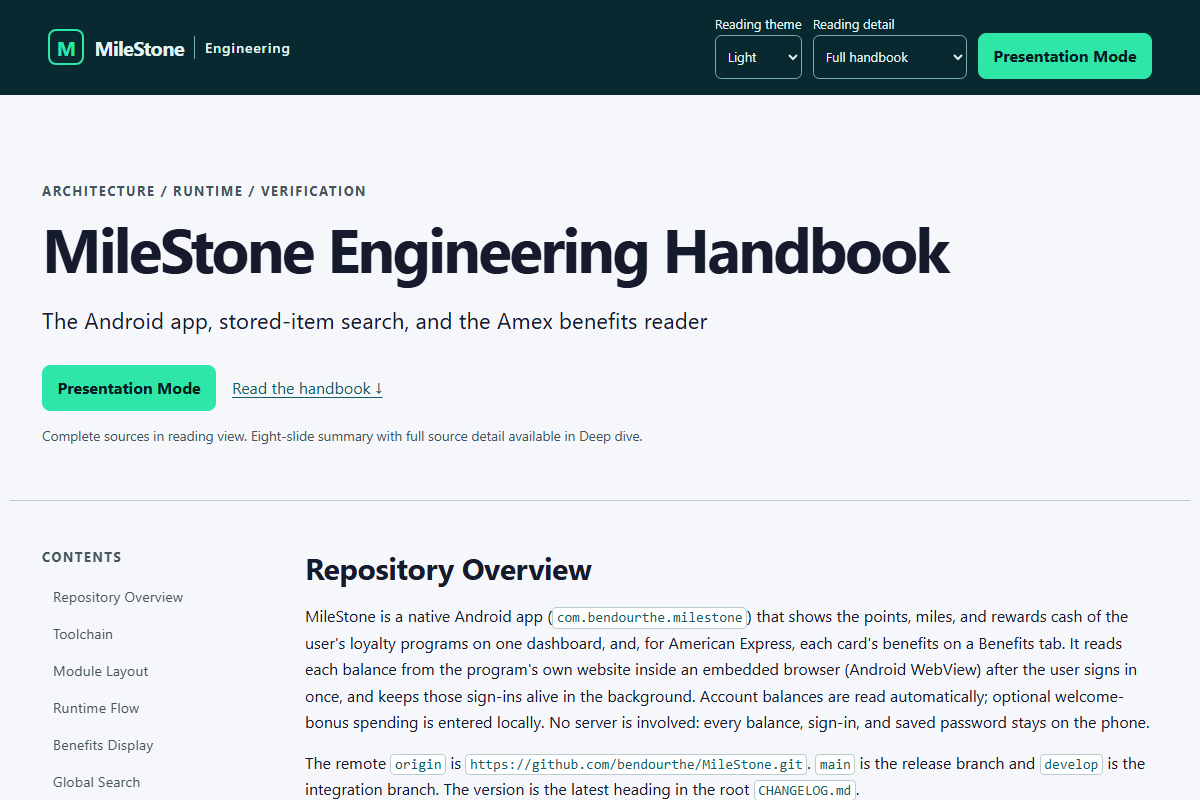 M MileStone Engineering
Reading theme Reading detail
Light Full handbook Presentation Mode
ARCHITECTURE / RUNTIME / VERIFICATION
MileStone Engineering Handbook
The Android app, stored-item search, and the Amex benefits reader
Presentation Mode Read the handbook ↓
Complete sources in reading view. Eight-slide summary with full source detail available in Deep dive.
CONTENTS
Repository Overview
Toolchain
Module Layout
Runtime Flow
Benefits Display
Global Search
Repository Overview
MileStone is a native Android app (com.bendourthe.milestone) that shows the points, miles, and rewards cash of the
user's loyalty programs on one dashboard, and, for American Express, each card's benefits on a Benefits tab. It reads
each balance from the program's own website inside an embedded browser (Android WebView) after the user signs in
once, and keeps those sign-ins alive in the background. Account balances are read automatically; optional welcome-
bonus spending is entered locally. No server is involved: every balance, sign-in, and saved password stays on the phone.
The remote origin is https://github.com/bendourthe/MileStone.git. main is the release branch and develop is the
integration branch. The version is the latest heading in the root CHANGELOG.md.